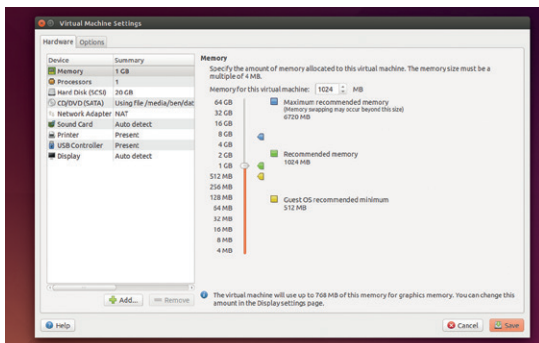 Virtual Machine Settings
Hardware Options
Device Summary
Memory 1 GB
Processors 1
Hard Disk (SCSI) 20 GB
CD/DVD (SATA) Using file /media/ben/dat
Network Adapter NAT
Sound Card Auto detect
Printer Present
USB Controller Present
Display Auto detect
Add... Remove
Memory
Specify the amount of memory allocated to this virtual machine. The memory size must be a
multiple of 4 MB.
Memory for this virtual machine: 1024 MB
64 GB
32 GB
16 GB
8 GB
4 GB
2 GB
1 GB
512 MB
256 MB
128 MB
64 MB
32 MB
16 MB
8 MB
4 MB
Maximum recommended memory
(Memory swapping may occur beyond this size)
6720 MB
Recommended memory
1024 MB
Guest OS recommended minimum
512 MB
The virtual machine will use up to 768 MB of this memory for graphics memory. You can change this
amount in the Display settings page.
Help Cancel Save